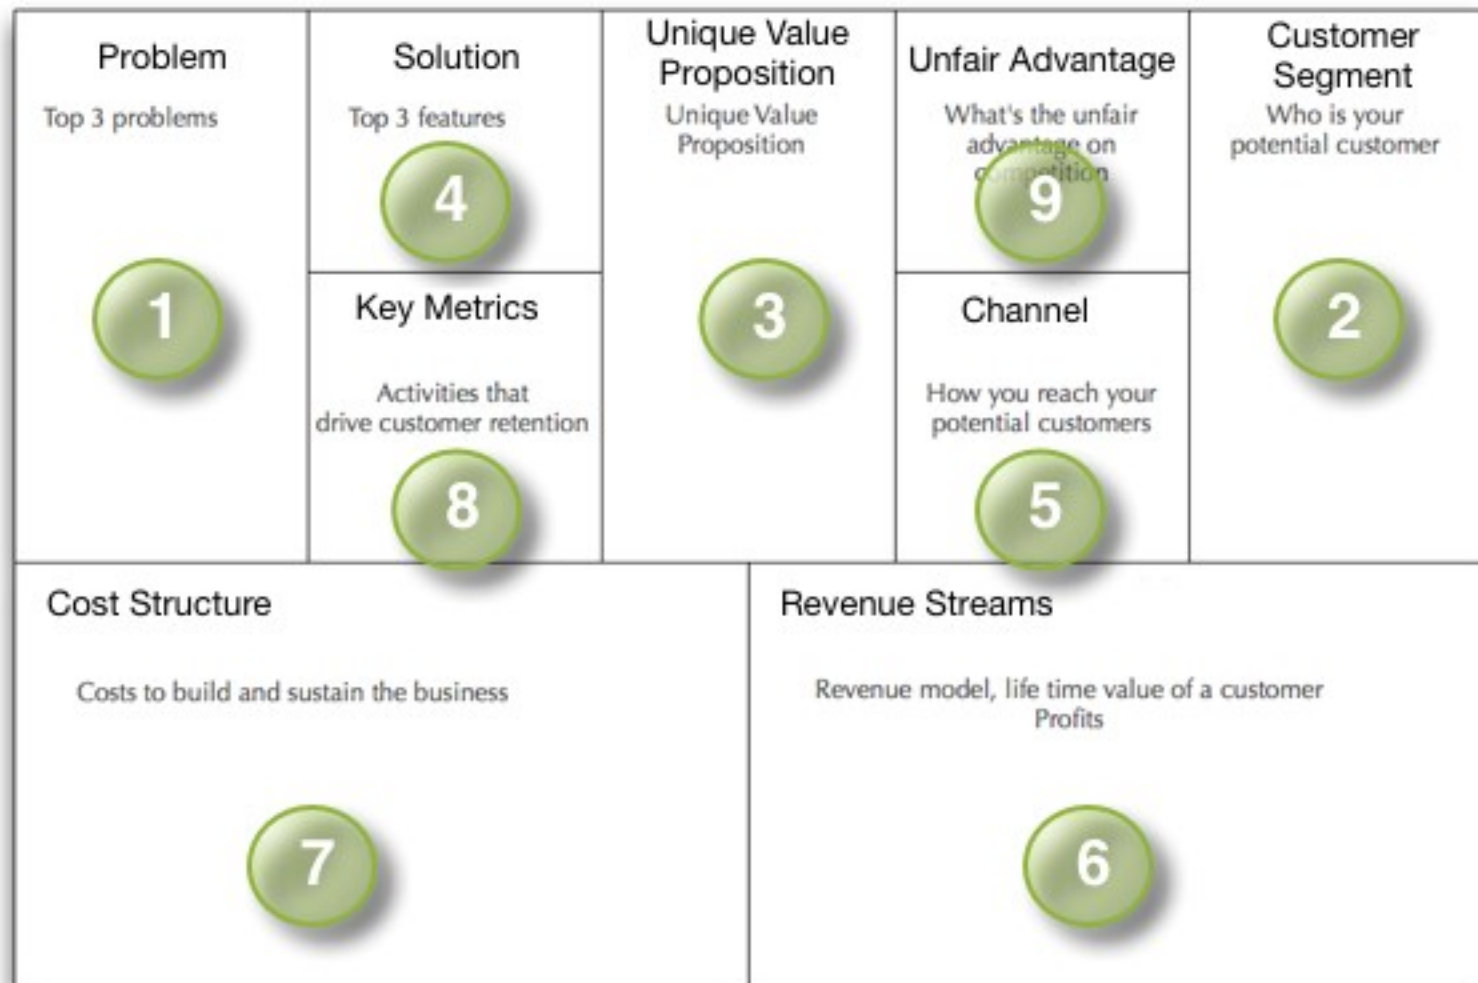 Problem
Top 3 problems
1
Solution
Top 3 features
4
Key Metrics
Activities that
drive customer retention
8
Unique Value
Proposition
Unique Value
Proposition
3
Unfair Advantage
What's the unfair
advantage on
competition
9
Channel
How you reach your
potential customers
5
Customer
Segment
Who is your
potential customer
2
Cost Structure
Costs to build and sustain the business
7
Revenue Streams
Revenue model, life time value of a customer
Profits
6